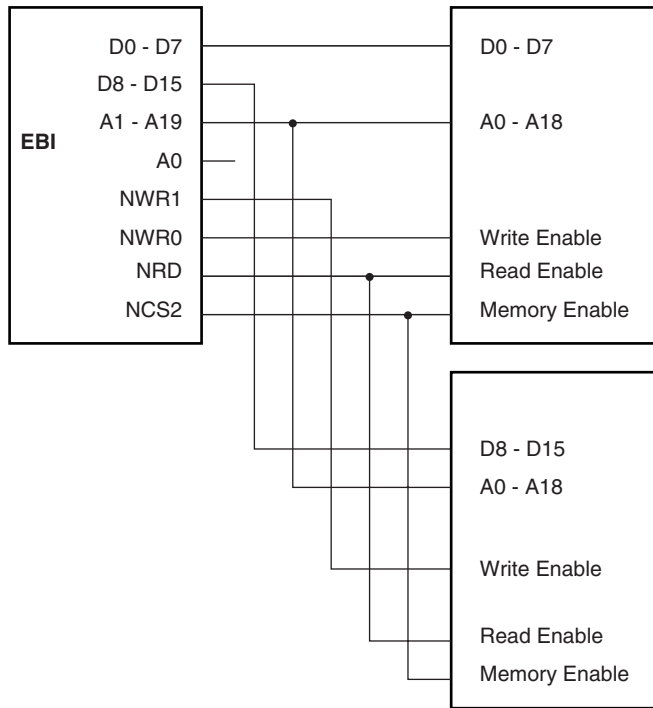 D0 - D7
D8 - D15
A1 - A19
EBI
A0
NWR1
NWR0
NRD
NCS2
D0 - D7
A0 - A18
Write Enable
Read Enable
Memory Enable
D8 - D15
A0 - A18
Write Enable
Read Enable
Memory Enable